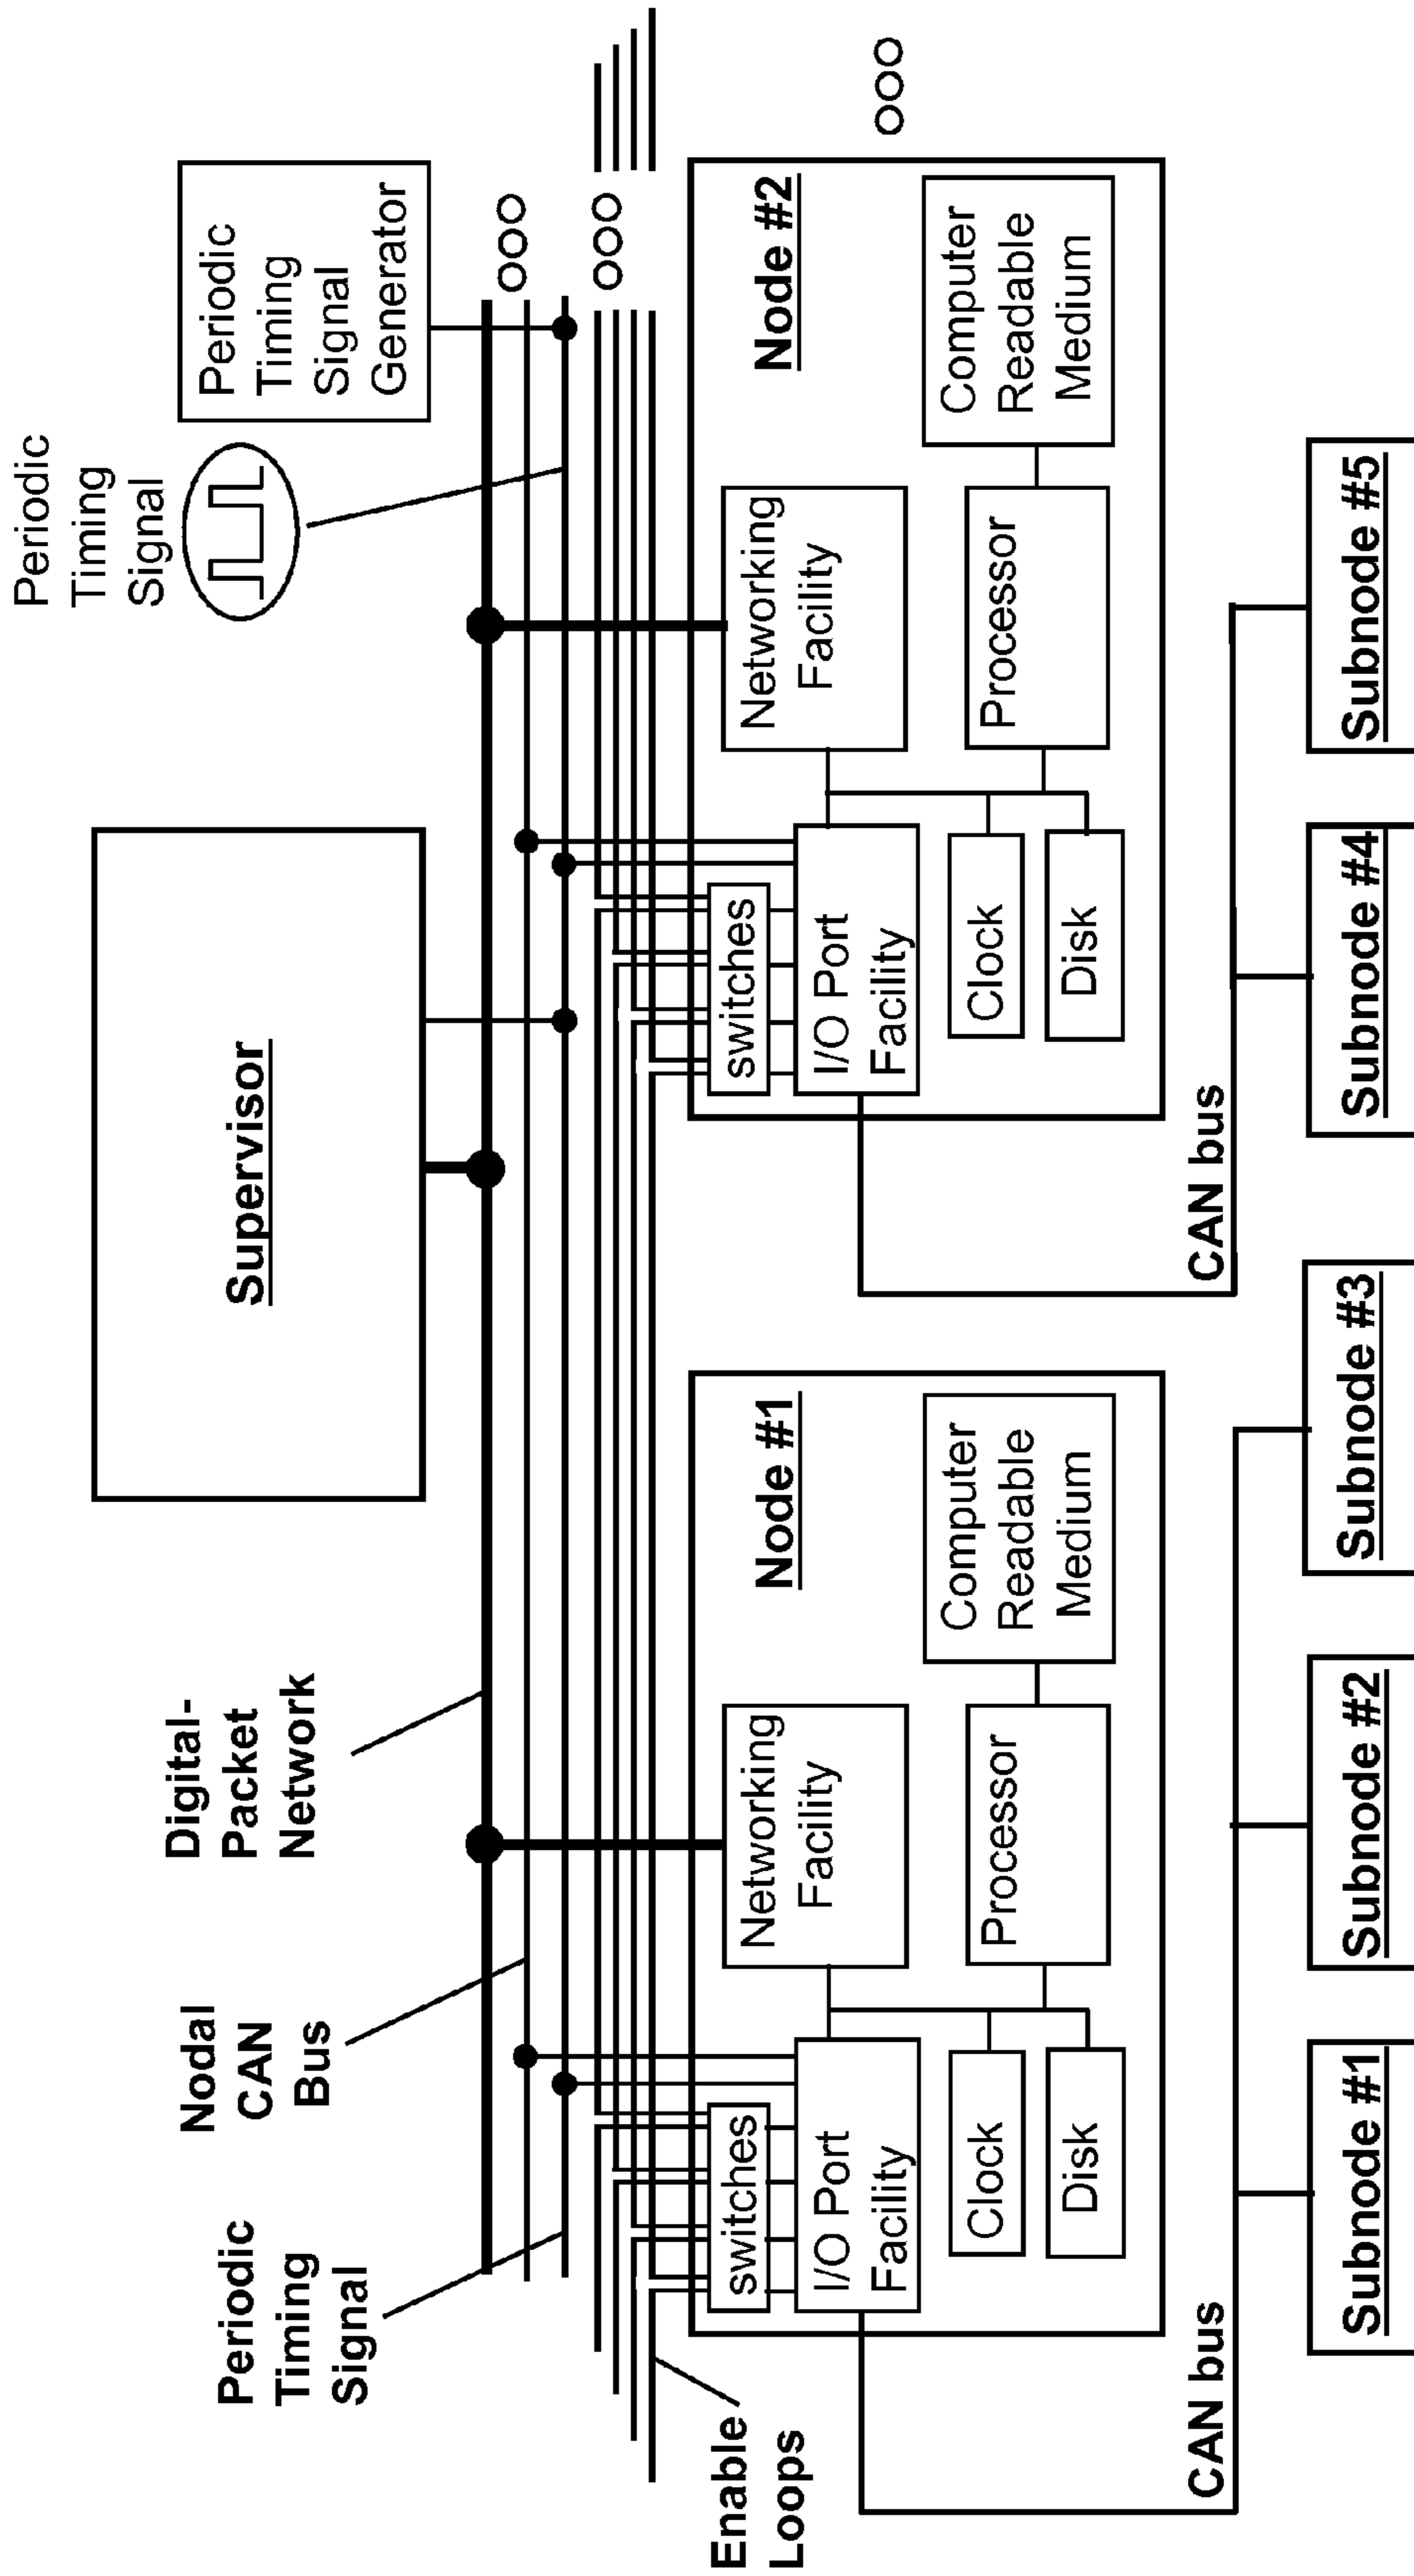 Periodic
Timing
Signal
Nodal
CAN
Bus
Digital-
Packet
Network
Supervisor
Periodic
Timing
Signal
Periodic
Timing
Signal
Generator
Enable
Loops
Node #1
switches
I/O Port
Facility
Networking
Facility
Clock
Disk
Processor
Computer
Readable
Medium
Node #2
switches
I/O Port
Facility
Networking
Facility
Clock
Disk
Processor
Computer
Readable
Medium
CAN bus
CAN bus
Subnode #1
Subnode #2
Subnode #3
Subnode #4
Subnode #5